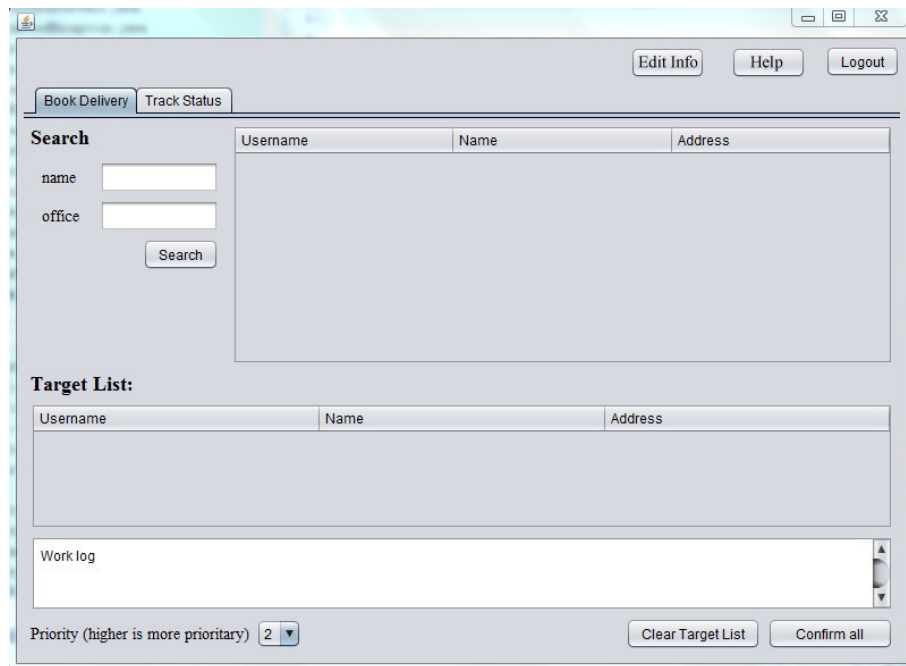 Edit Info Help Logout
Book Delivery Track Status
Search
Username Name Address
name
office
Search
Target List:
Username Name Address
Work log
Priority (higher is more prioritary) 2 Clear Target List Confirm all